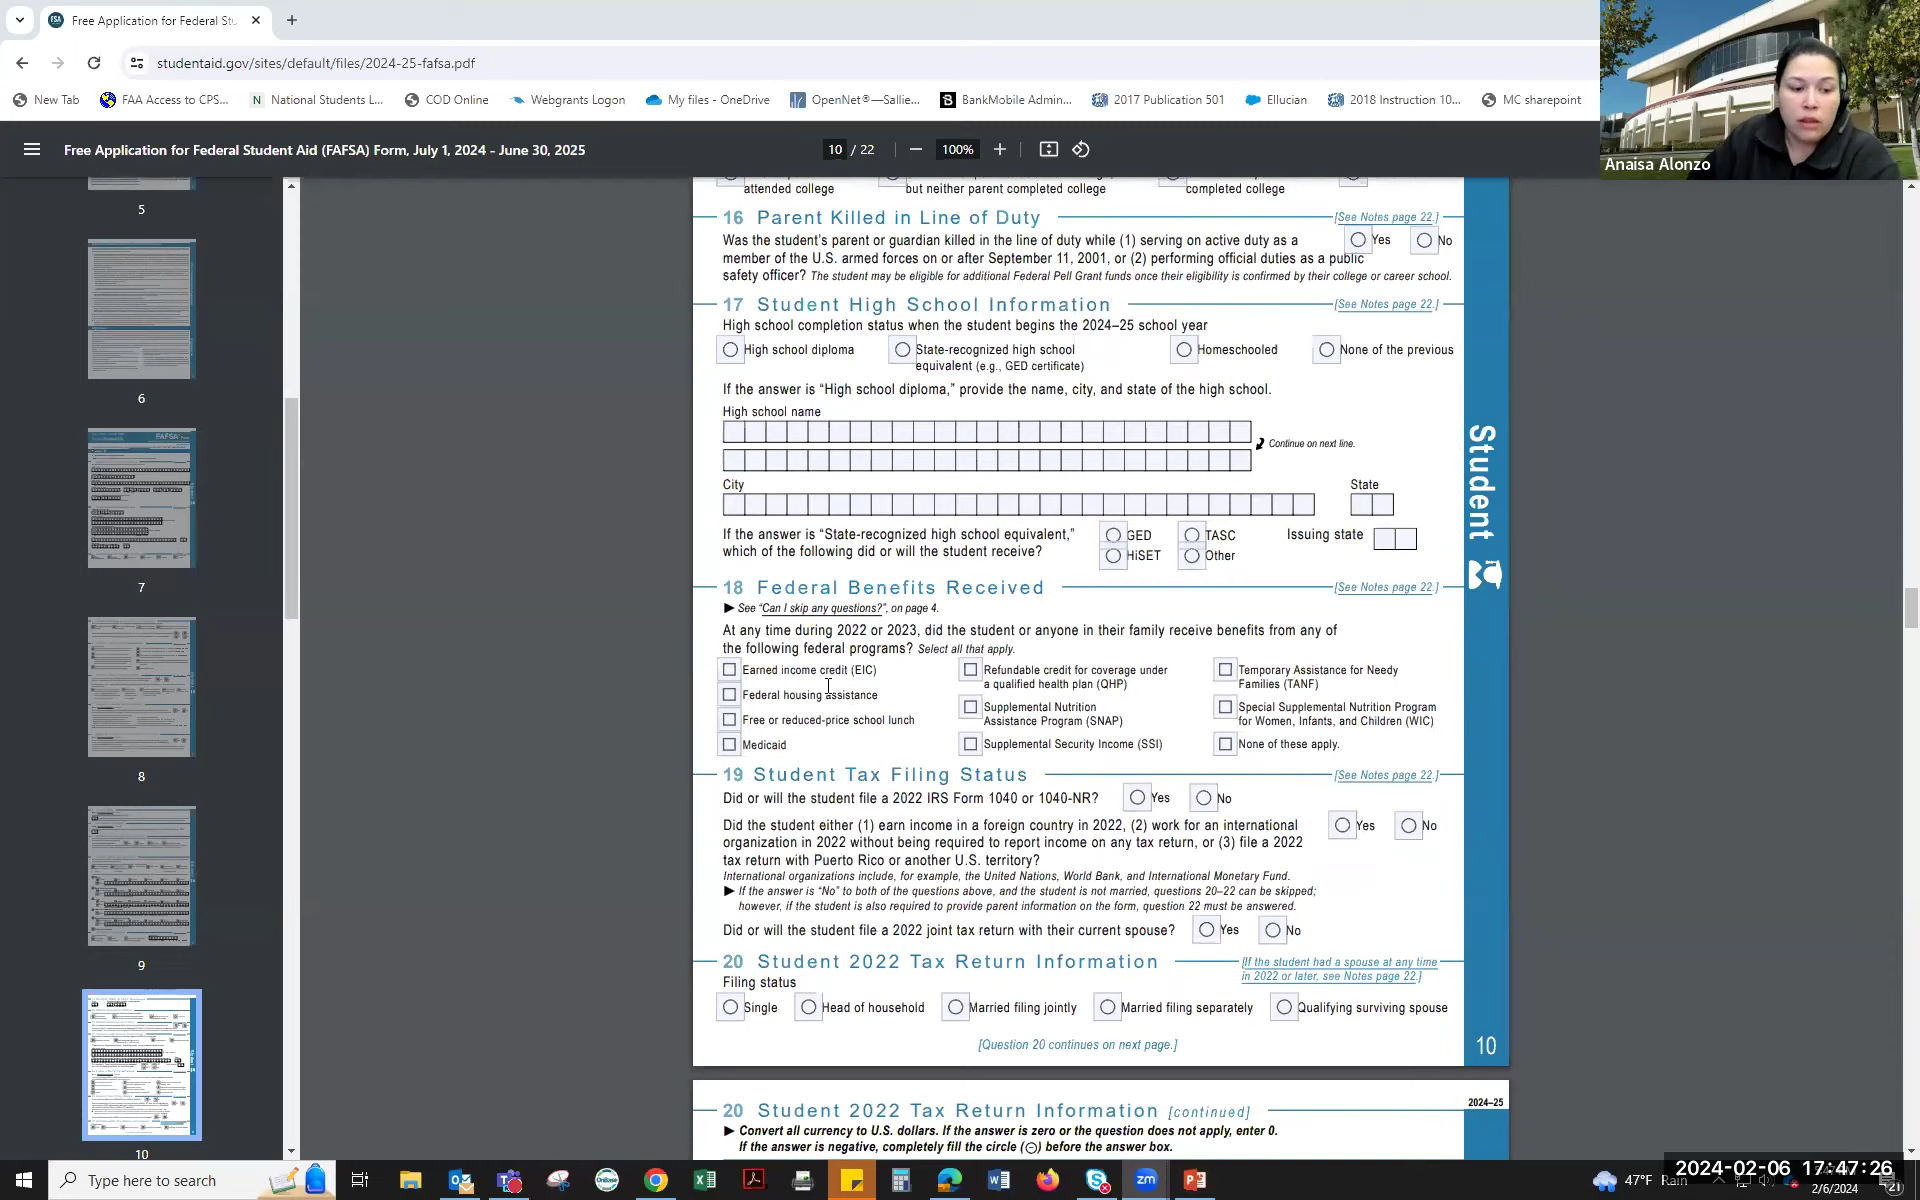 Free Application for Federal Stu
studentaid.gov/sites/default/files/2024-25-fafsa.pdf
New Tab
FAA Access to CPS...
National Students L...
COD Online
Webgrants Logon
My files - OneDrive
OpenNet®—Sallie...
BankMobile Admin...
2017 Publication 501
Ellucian
2018 Instruction 10...
MC sharepoint
Anaisa Alonzo
Free Application for Federal Student Aid (FAFSA) Form, July 1, 2024 - June 30, 2025
10 / 22
100%
5
6
7
8
9
10
attended college
but neither parent completed college
completed college
16 Parent Killed in Line of Duty
[See Notes page 22.]
Was the student's parent or guardian killed in the line of duty while (1) serving on active duty as a
Yes
No
member of the U.S. armed forces on or after September 11, 2001, or (2) performing official duties as a public
safety officer? The student may be eligible for additional Federal Pell Grant funds once their eligibility is confirmed by their college or career school.
17 Student High School Information
[See Notes page 22.]
High school completion status when the student begins the 2024–25 school year
High school diploma
State-recognized high school
equivalent (e.g., GED certificate)
Homeschooled
None of the previous
If the answer is “High school diploma,” provide the name, city, and state of the high school.
High school name
Continue on next line.
City
State
If the answer is “State-recognized high school equivalent,”
which of the following did or will the student receive?
GED
TASC
HiSET
Other
Issuing state
18 Federal Benefits Received
[See Notes page 22.]
▶ See “Can I skip any questions?”, on page 4.
At any time during 2022 or 2023, did the student or anyone in their family receive benefits from any of
the following federal programs? Select all that apply.
Earned income credit (EIC)
Federal housing assistance
Free or reduced-price school lunch
Medicaid
Refundable credit for coverage under
a qualified health plan (QHP)
Supplemental Nutrition
Assistance Program (SNAP)
Supplemental Security Income (SSI)
Temporary Assistance for Needy
Families (TANF)
Special Supplemental Nutrition Program
for Women, Infants, and Children (WIC)
None of these apply.
19 Student Tax Filing Status
[See Notes page 22.]
Did or will the student file a 2022 IRS Form 1040 or 1040-NR?
Yes
No
Did the student either (1) earn income in a foreign country in 2022, (2) work for an international
Yes
No
organization in 2022 without being required to report income on any tax return, or (3) file a 2022
tax return with Puerto Rico or another U.S. territory?
International organizations include, for example, the United Nations, World Bank, and International Monetary Fund.
▶ If the answer is “No” to both of the questions above, and the student is not married, questions 20–22 can be skipped;
however, if the student is also required to provide parent information on the form, question 22 must be answered.
Did or will the student file a 2022 joint tax return with their current spouse?
Yes
No
20 Student 2022 Tax Return Information
[If the student had a spouse at any time
in 2022 or later, see Notes page 22.]
Filing status
Single
Head of household
Married filing jointly
Married filing separately
Qualifying surviving spouse
[Question 20 continues on next page.]
Student
10
2024–25
20 Student 2022 Tax Return Information [continued]
▶ Convert all currency to U.S. dollars. If the answer is zero or the question does not apply, enter 0.
If the answer is negative, completely fill the circle (⊖) before the answer box.
Type here to search
47°F Rain
2024-02-06 17:47:26
2/6/2024
21